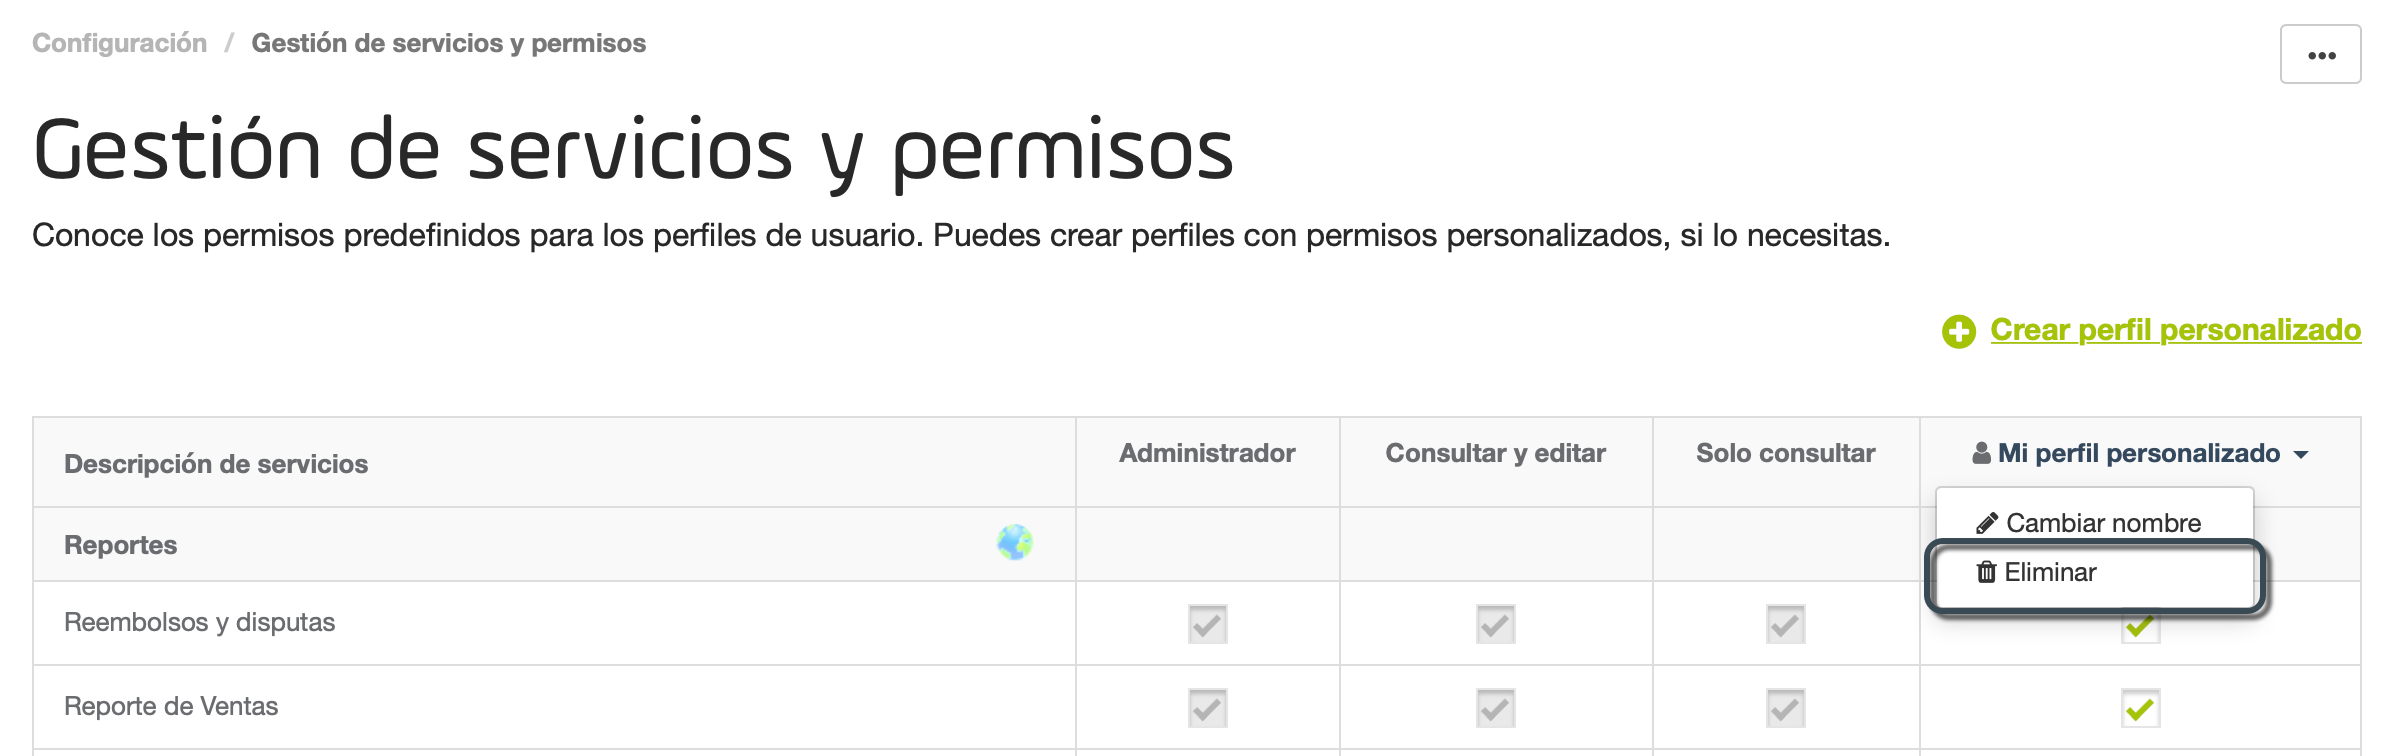 Configuración / Gestión de servicios y permisos
Gestión de servicios y permisos
Conoce los permisos predefinidos para los perfiles de usuario. Puedes crear perfiles con permisos personalizados, si lo necesitas.
Crear perfil personalizado
Descripción de servicios
Administrador
Consultar y editar
Solo consultar
Mi perfil personalizado
Cambiar nombre
Eliminar
Reportes
Reembolsos y disputas
Reporte de Ventas